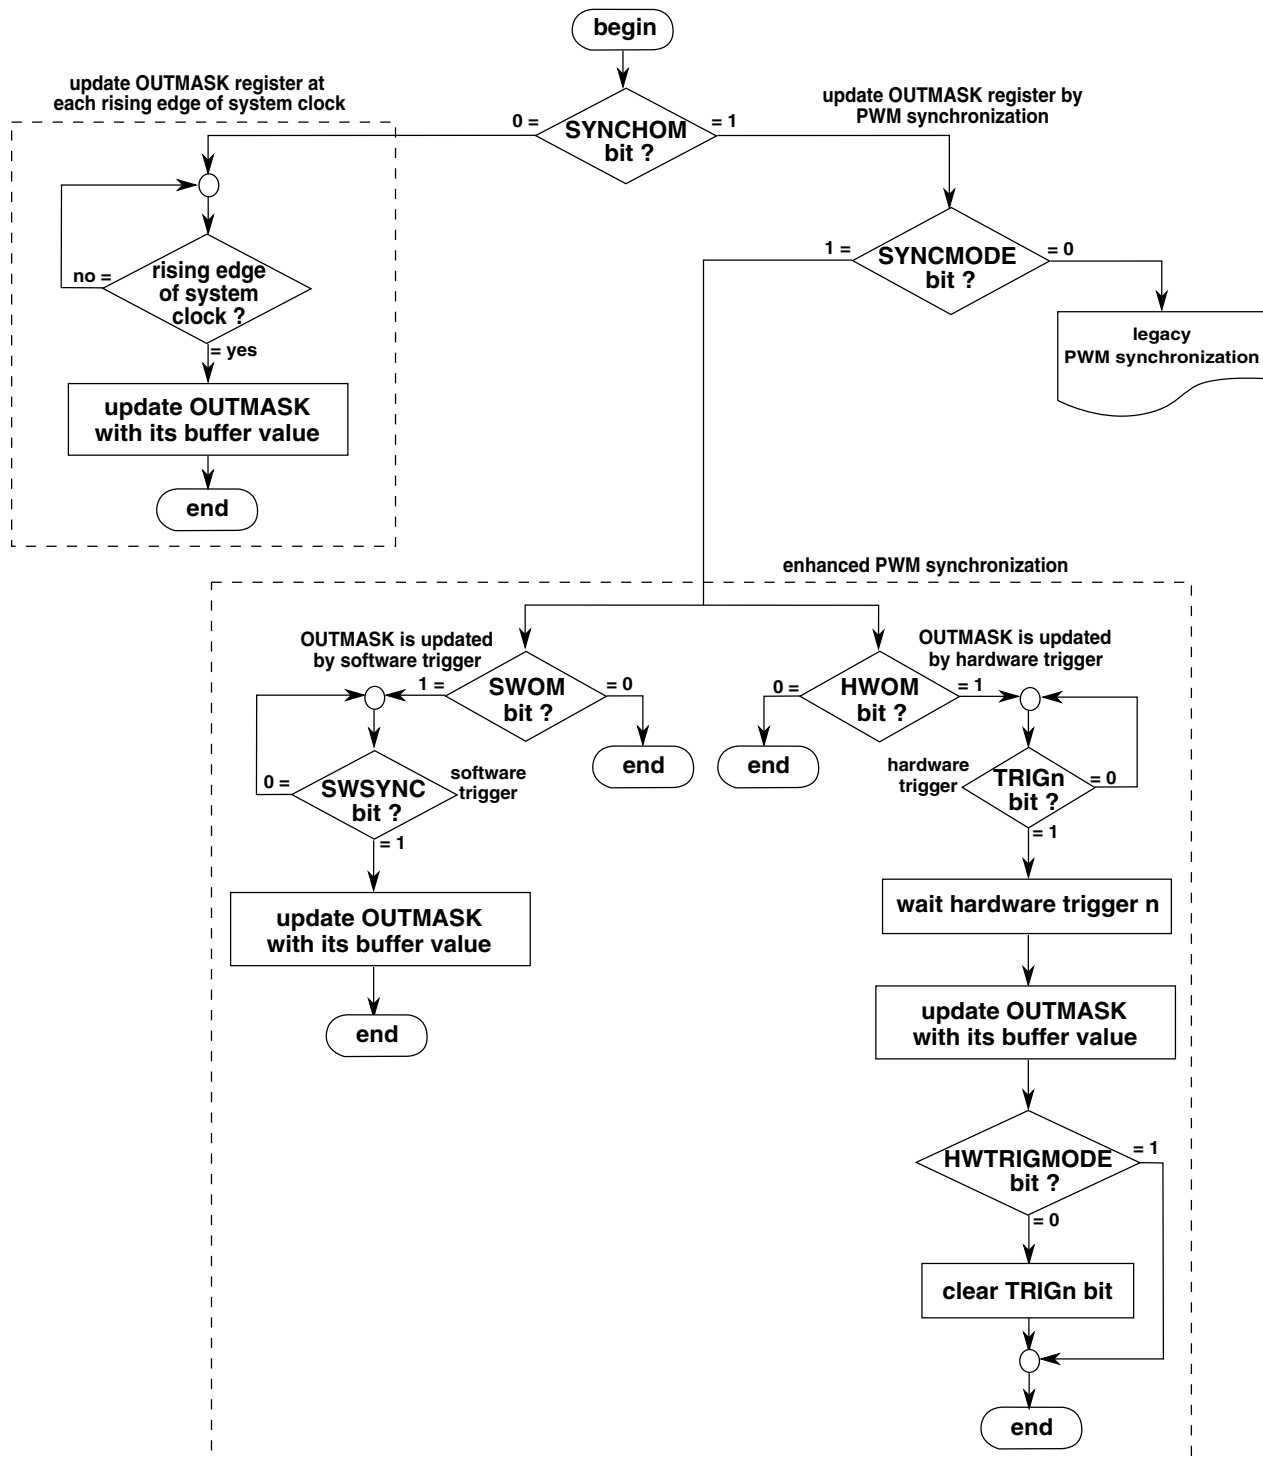 begin
update OUTMASK register at
each rising edge of system clock
update OUTMASK register by
PWM synchronization
0 =
SYNCHOM
bit ?
= 1
1 =
SYNCMODE
bit ?
= 0
no =
rising edge
of system
clock ?
= yes
legacy
PWM synchronization
update OUTMASK
with its buffer value
end
enhanced PWM synchronization
OUTMASK is updated
by software trigger
OUTMASK is updated
by hardware trigger
1 =
SWOM
bit ?
= 0
0 =
HWOM
bit ?
= 1
end
end
0 =
SWSYNC
bit ?
software
trigger
= 1
hardware
trigger
TRIGn
bit ?
= 0
= 1
update OUTMASK
with its buffer value
end
wait hardware trigger n
update OUTMASK
with its buffer value
HWTRIGMODE
bit ?
= 1
= 0
clear TRIGn bit
end